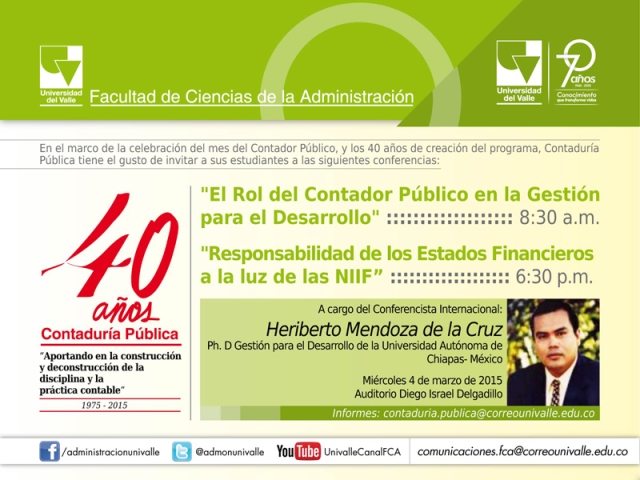 Universidad
del Valle
Facultad de Ciencias de la Administración
Universidad
del Valle
70
años
1945 - 2015
Conocimiento
que transforma vidas
En el marco de la celebración del mes del Contador Público, y los 40 años de creación del programa, Contaduría
Pública tiene el gusto de invitar a sus estudiantes a las siguientes conferencias:
40
años
Contaduría Pública
"Aportando en la construcción
y deconstrucción de la
disciplina y la
práctica contable"
1975 - 2015
"El Rol del Contador Público en la Gestión
para el Desarrollo" ::::::::::::::::::: 8:30 a.m.
"Responsabilidad de los Estados Financieros
a la luz de las NIIF” ::::::::::::::::::: 6:30 p.m.
A cargo del Conferencista Internacional:
Heriberto Mendoza de la Cruz
Ph. D Gestión para el Desarrollo de la Universidad Autónoma de
Chiapas- México
Miércoles 4 de marzo de 2015
Auditorio Diego Israel Delgadillo
Informes: contaduria.publica@correounivalle.edu.co
f /administracionunivalle
@admonunivalle
YouTube UnivalleCanalFCA
comunicaciones.fca@correounivalle.edu.co